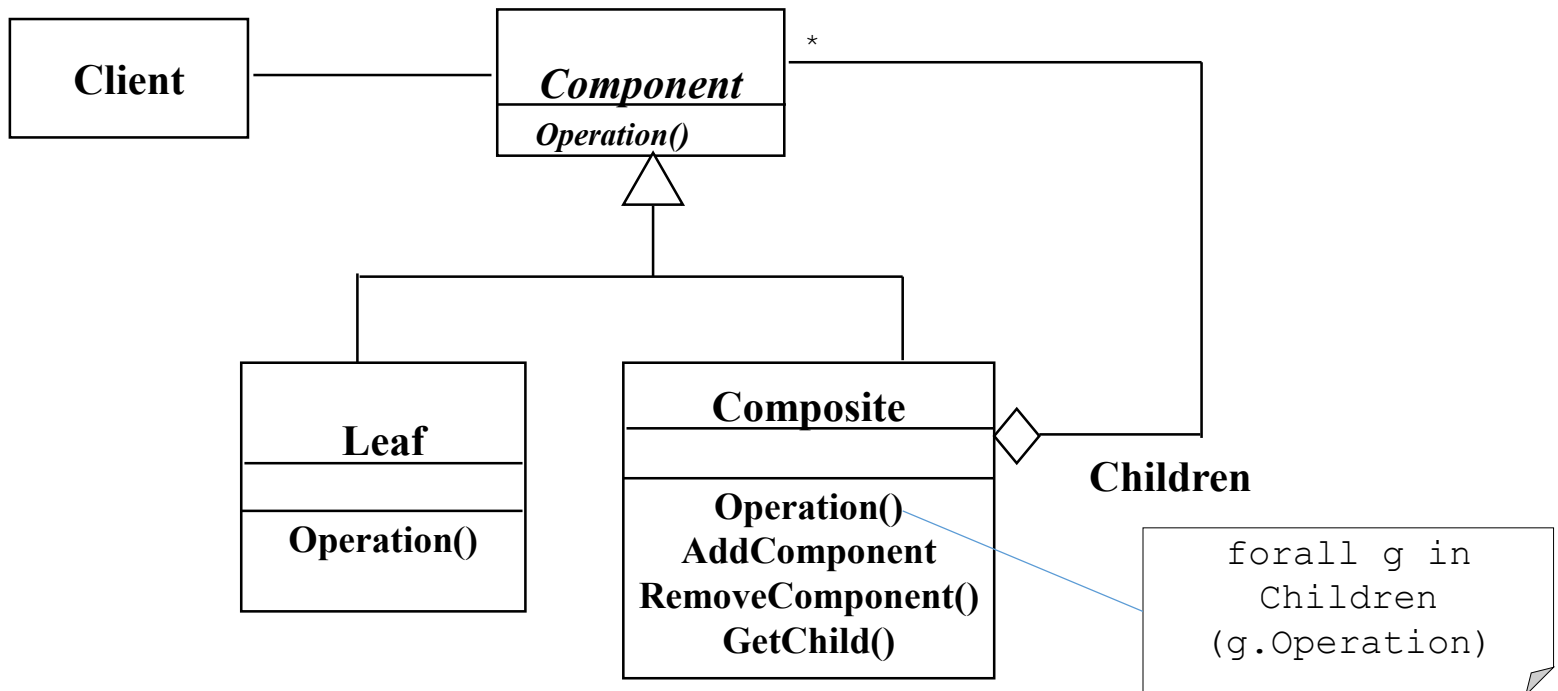 Client
Component
Operation()
*
Leaf
Operation()
Composite
Operation()
AddComponent
RemoveComponent()
GetChild()
Children
forall g in
Children
(g.Operation)